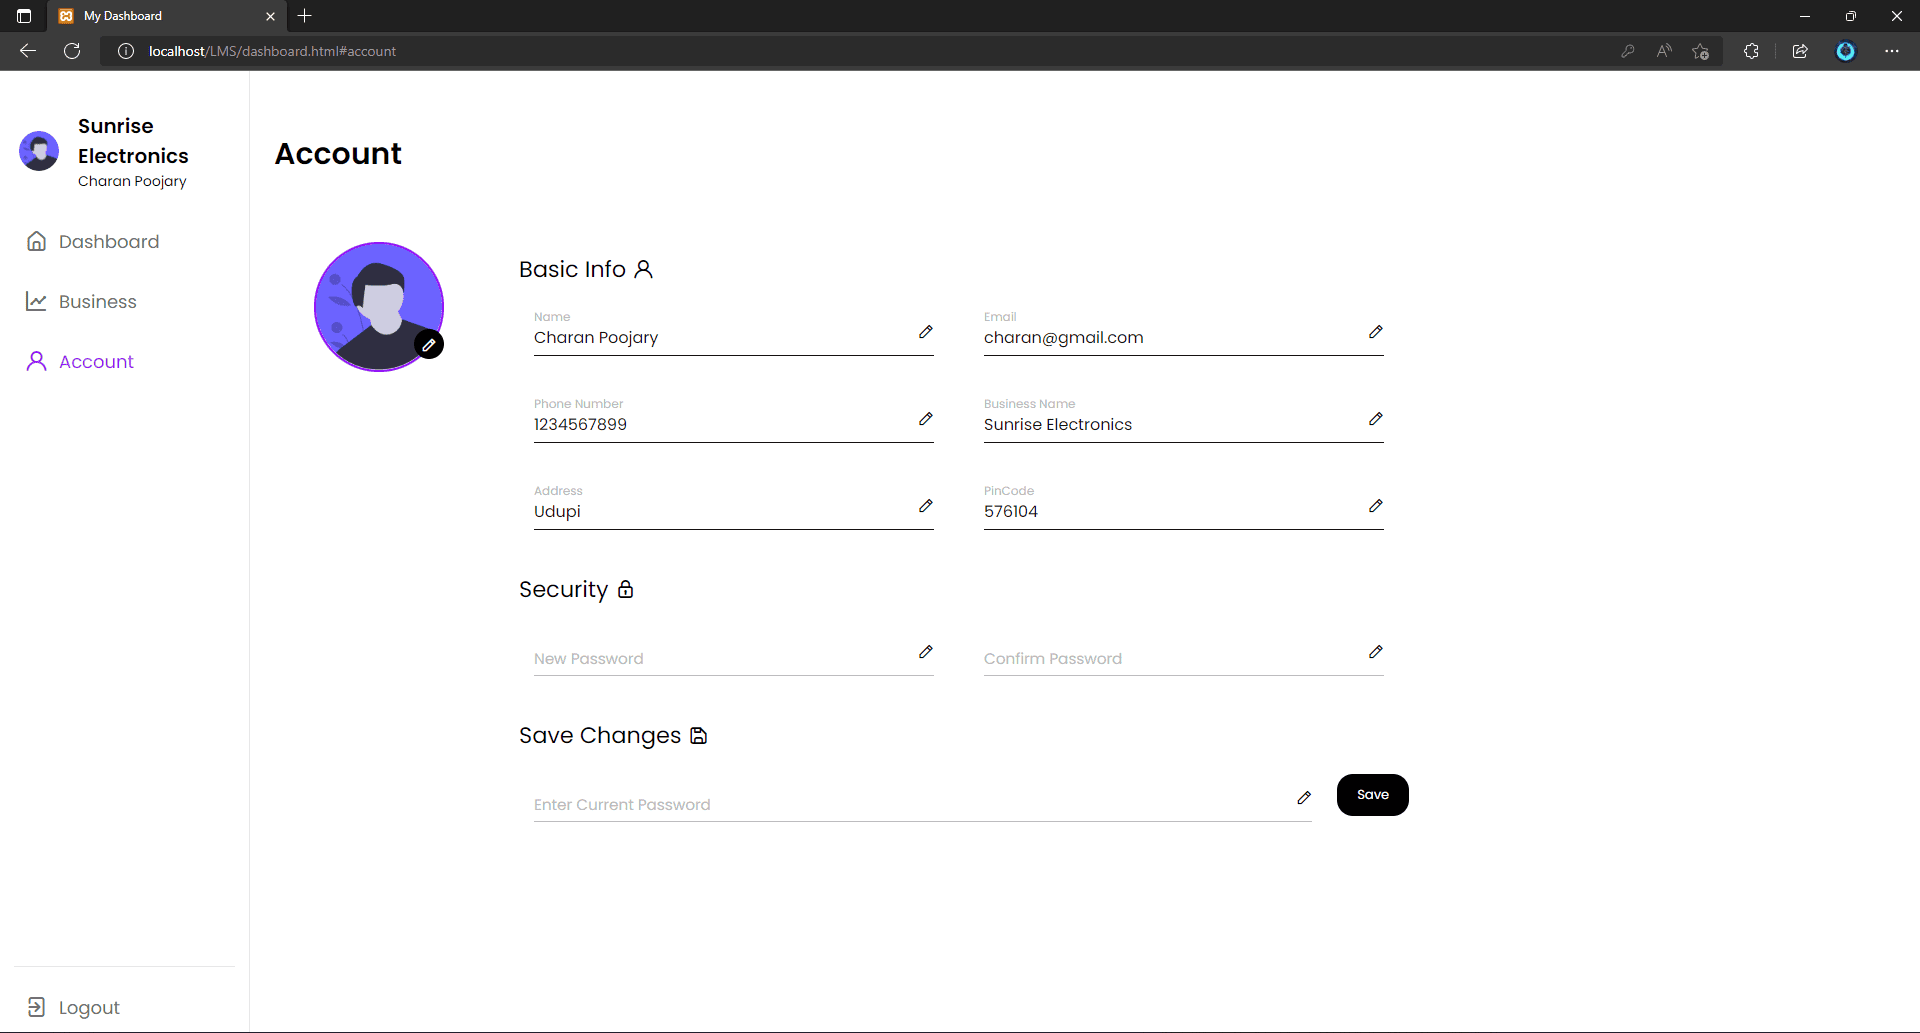 My Dashboard
localhost/LMS/dashboard.html#account
Sunrise
Electronics
Charan Poojary
Dashboard
Business
Account
Logout
Account
Basic Info
Name
Charan Poojary
Email
charan@gmail.com
Phone Number
1234567899
Business Name
Sunrise Electronics
Address
Udupi
PinCode
576104
Security
New Password
Confirm Password
Save Changes
Enter Current Password
Save